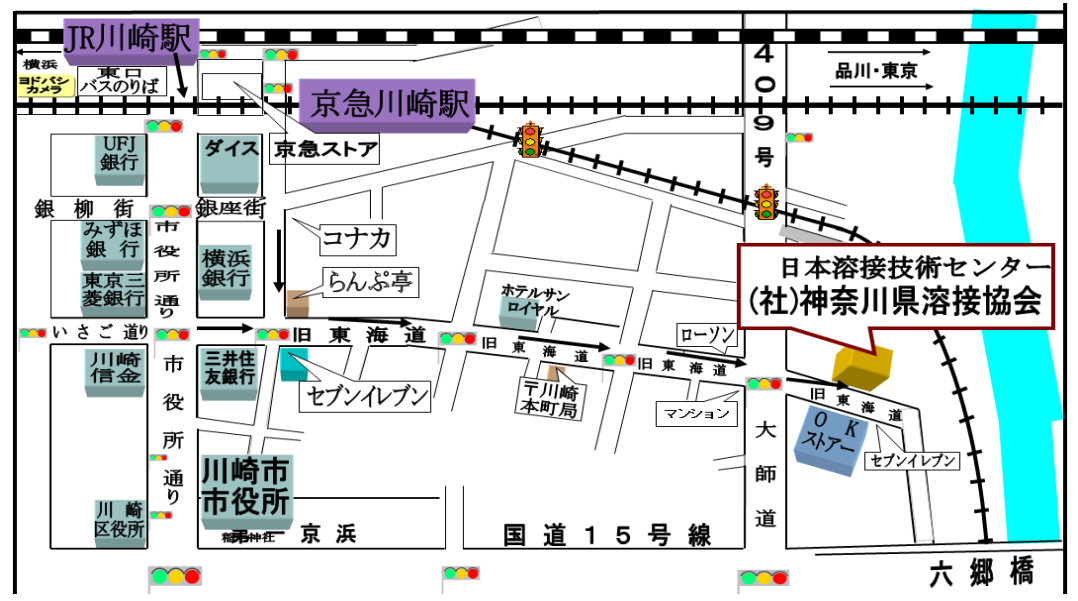 JR川崎駅
横浜
ヨドバシ
カメラ
東口
バスのりば
京急川崎駅
409号
品川・東京
UFJ
銀行
ダイス
京急ストア
銀柳街
銀座街
みずほ
銀行
東京三
菱銀行
市役所通り
横浜
銀行
コナカ
らんぷ亭
ホテルサン
ロイヤル
日本溶接技術センター
(社)神奈川県溶接協会
いさご通り
旧東海道
旧東海道
旧東海道
ローソン
川崎
信金
三井住
友銀行
セブンイレブン
〒川崎
本町局
マンション
旧東海道
OK
ストアー
セブンイレブン
市役所通り
大師道
川崎市
市役所
川崎
区役所
稲毛神社
第一京浜
国道15号線
六郷橋